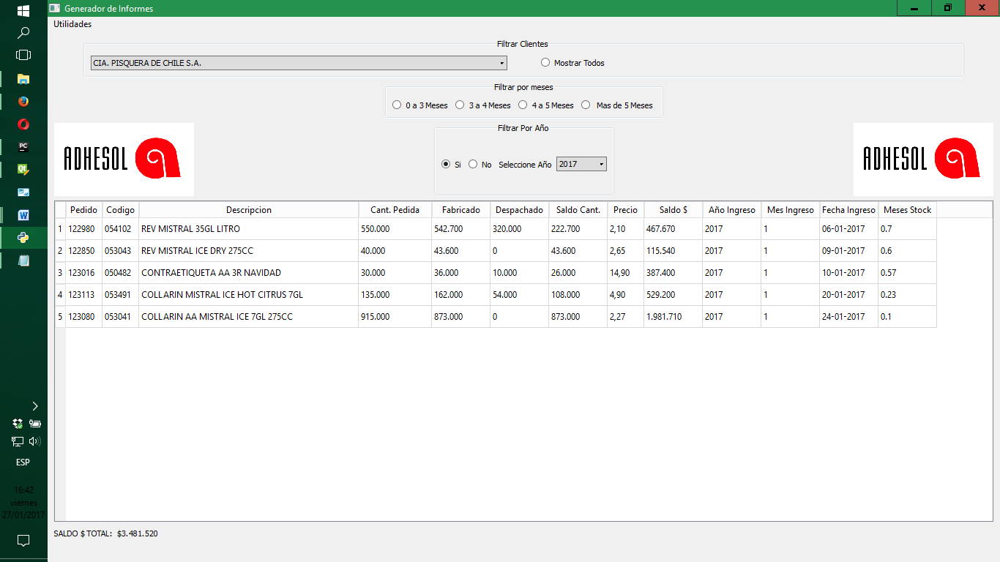 Generador de Informes
Utilidades
Filtrar Clientes
CIA. PISQUERA DE CHILE S.A. Mostrar Todos
Filtrar por meses
0 a 3 Meses 3 a 4 Meses 4 a 5 Meses Mas de 5 Meses
Filtrar Por Año
ADHESOL
Si No Seleccione Año 2017
ADHESOL
Pedido Codigo Descripcion Cant. Pedida Fabricado Despachado Saldo Cant. Precio Saldo $ Año Ingreso Mes Ingreso Fecha Ingreso Meses Stock
1 122980 054102 REV MISTRAL 35GL LITRO 550.000 542.700 320.000 222.700 2,10 467.670 2017 1 06-01-2017 0.7
2 122850 053043 REV MISTRAL ICE DRY 275CC 40.000 43.600 0 43.600 2,65 115.540 2017 1 09-01-2017 0.6
3 123016 050482 CONTRAETIQUETA AA 3R NAVIDAD 30.000 36.000 10.000 26.000 14,90 387.400 2017 1 10-01-2017 0.57
4 123113 053491 COLLARIN MISTRAL ICE HOT CITRUS 7GL 135.000 162.000 54.000 108.000 4,90 529.200 2017 1 20-01-2017 0.23
5 123080 053041 COLLARIN AA MISTRAL ICE 7GL 275CC 915.000 873.000 0 873.000 2,27 1.981.710 2017 1 24-01-2017 0.1
SALDO $ TOTAL: $3.481.520
PC
Qt
W
ESP
16:42
viernes
27/01/2017